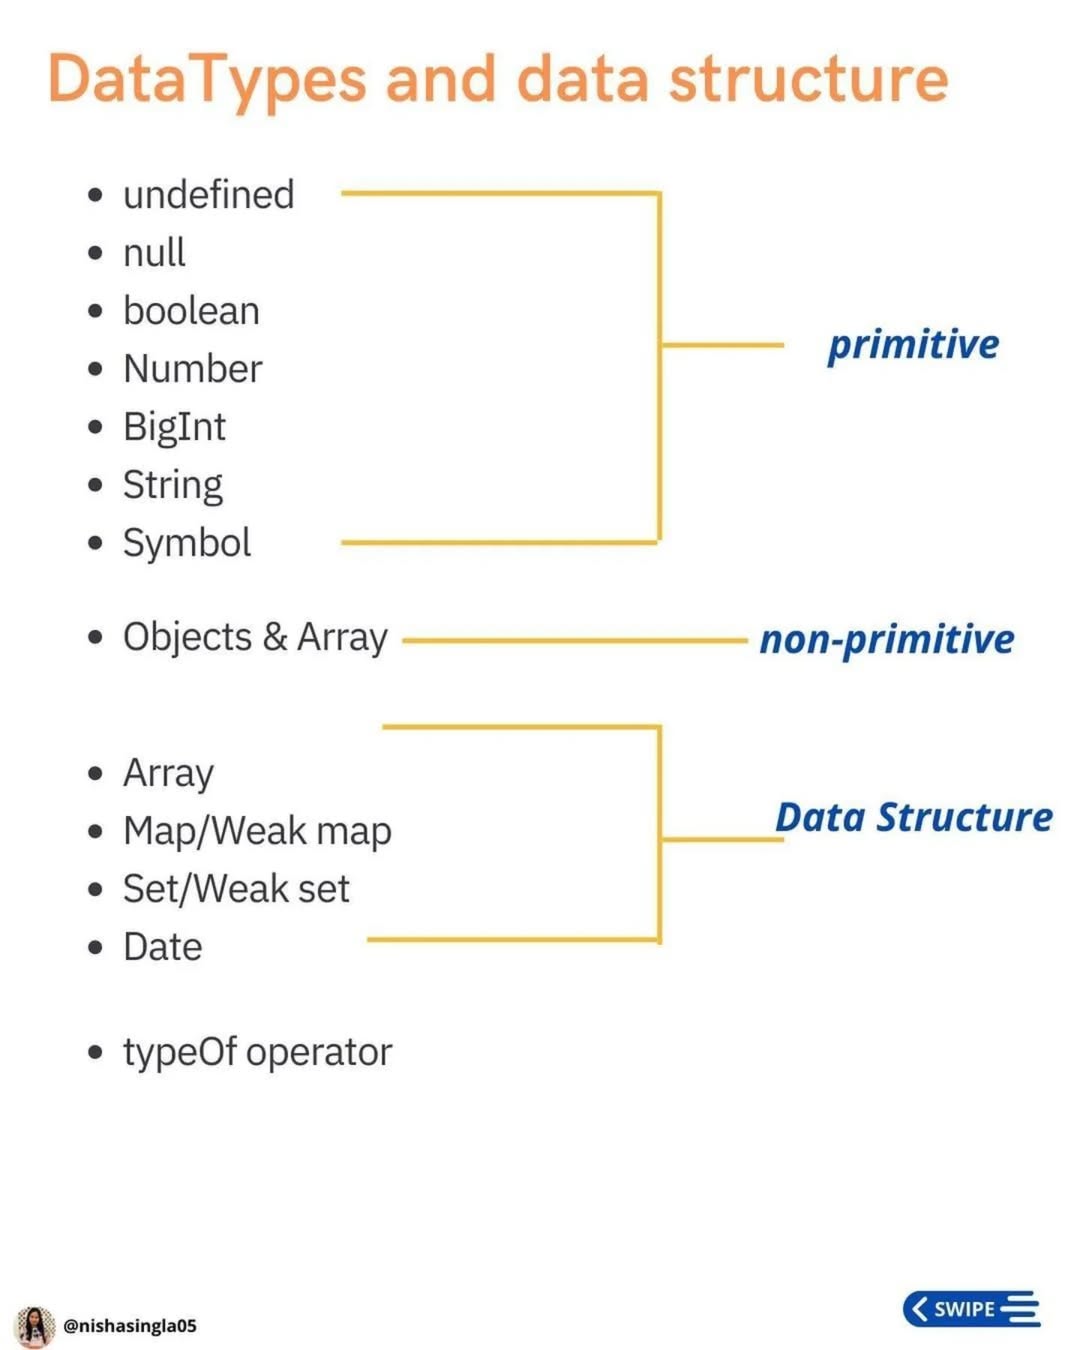 DataTypes and data structure
undefined
null
boolean
Number
BigInt
String
Symbol
primitive
Objects & Array
non-primitive
Array
Map/Weak map
Set/Weak set
Date
Data Structure
typeOf operator
@nishasingla05
SWIPE